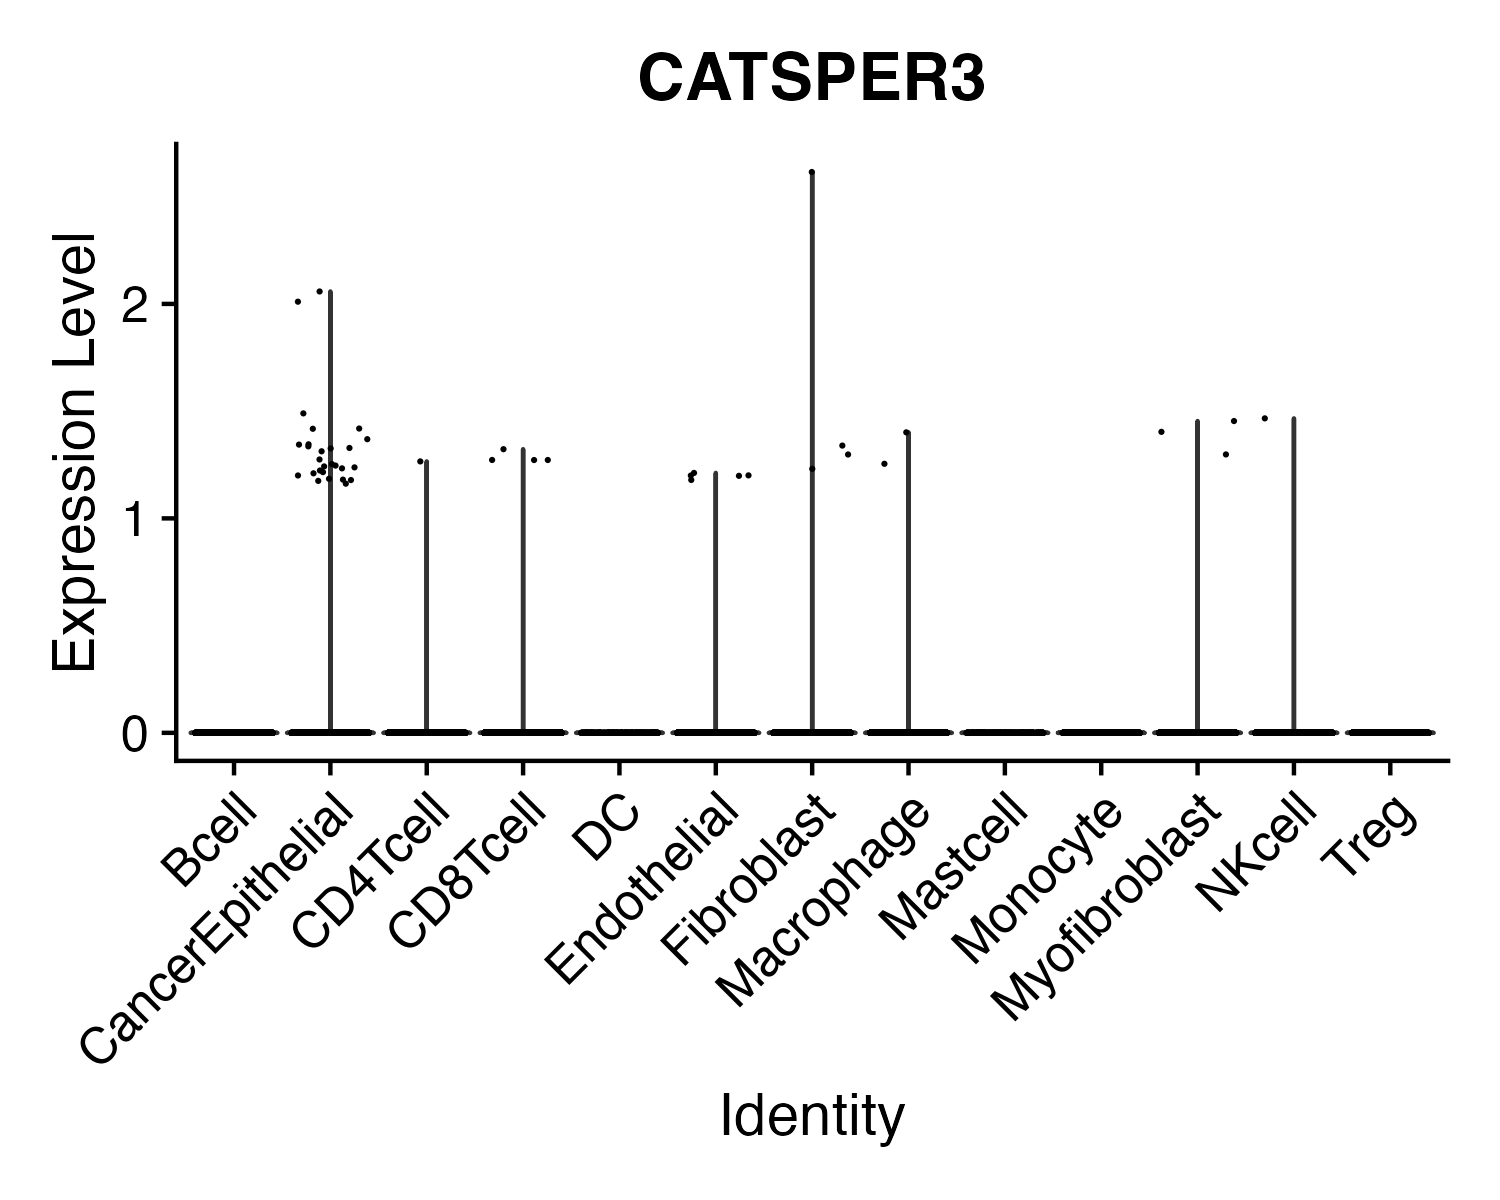 CATSPER3
Expression Level
2
1
0
Bcell
CancerEpithelial
CD4Tcell
CD8Tcell
DC
Endothelial
Fibroblast
Macrophage
Mastcell
Monocyte
Myofibroblast
NKcell
Treg
Identity